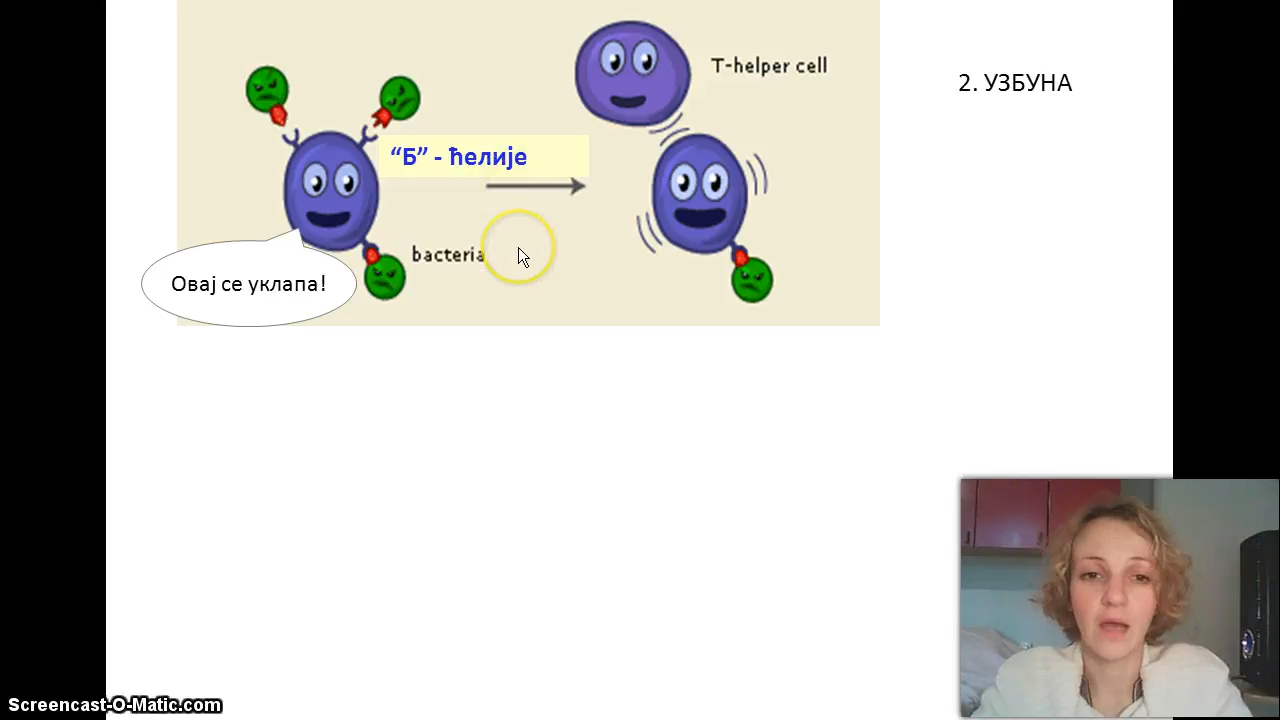 T-helper cell
2. УЗБУНА
“Б” - ћелије
bacteria
Овај се уклапа!
Screencast-O-Matic.com